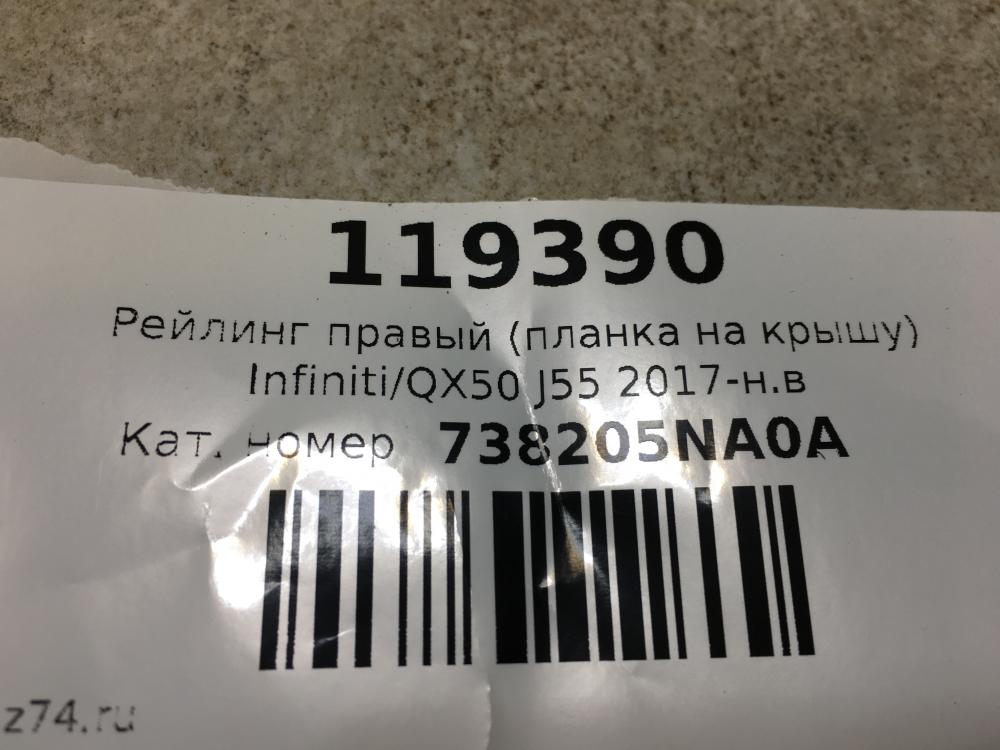 119390
Рейлинг правый (планка на крышу)
Infiniti/QX50 J55 2017-н.в
Кат. номер 738205NA0A
z74.ru